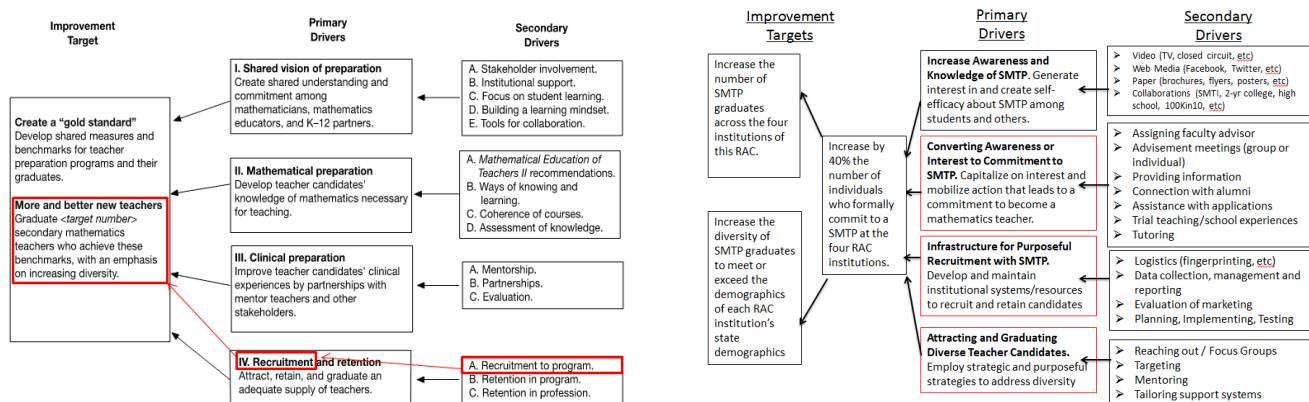 Improvement
Target
Primary
Drivers
Secondary
Drivers
Create a “gold standard”
Develop shared measures and
benchmarks for teacher
preparation programs and their
graduates.
More and better new teachers
Graduate <target number>
secondary mathematics
teachers who achieve these
benchmarks, with an emphasis
on increasing diversity.
I. Shared vision of preparation
Create shared understanding and
commitment among
mathematicians, mathematics
educators, and K–12 partners.
II. Mathematical preparation
Develop teacher candidates’
knowledge of mathematics necessary
for teaching.
III. Clinical preparation
Improve teacher candidates’ clinical
experiences by partnerships with
mentor teachers and other
stakeholders.
IV. Recruitment and retention
Attract, retain, and graduate an
adequate supply of teachers.
A. Stakeholder involvement.
B. Institutional support.
C. Focus on student learning.
D. Building a learning mindset.
E. Tools for collaboration.
A. Mathematical Education of
Teachers II recommendations.
B. Ways of knowing and
learning.
C. Coherence of courses.
D. Assessment of knowledge.
A. Mentorship.
B. Partnerships.
C. Evaluation.
A. Recruitment to program.
B. Retention in program.
C. Retention in profession.
Improvement
Targets
Primary
Drivers
Secondary
Drivers
Increase the
number of
SMTP
graduates
across the four
institutions of
this RAC.
Increase the
diversity of
SMTP graduates
to meet or
exceed the
demographics
of each RAC
institution’s
state
demographics
Increase by
40% the
number of
individuals
who formally
commit to a
SMTP at the
four RAC
institutions.
Increase Awareness and
Knowledge of SMTP. Generate
interest in and create self-
efficacy about SMTP among
students and others.
Converting Awareness or
Interest to Commitment to
SMTP. Capitalize on interest and
mobilize action that leads to a
commitment to become a
mathematics teacher.
Infrastructure for Purposeful
Recruitment with SMTP.
Develop and maintain
institutional systems/resources
to recruit and retain candidates
Attracting and Graduating
Diverse Teacher Candidates.
Employ strategic and purposeful
strategies to address diversity
➢ Video (TV, closed circuit, etc)
➢ Web Media (Facebook, Twitter, etc)
➢ Paper (brochures, flyers, posters, etc)
➢ Collaborations (SMTI, 2-yr college, high
school, 100Kin10, etc)
➢ Assigning faculty advisor
➢ Advisement meetings (group or
individual)
➢ Providing information
➢ Connection with alumni
➢ Assistance with applications
➢ Trial teaching/school experiences
➢ Tutoring
➢ Logistics (fingerprinting, etc)
➢ Data collection, management and
reporting
➢ Evaluation of marketing
➢ Planning, Implementing, Testing
➢ Reaching out / Focus Groups
➢ Targeting
➢ Mentoring
➢ Tailoring support systems